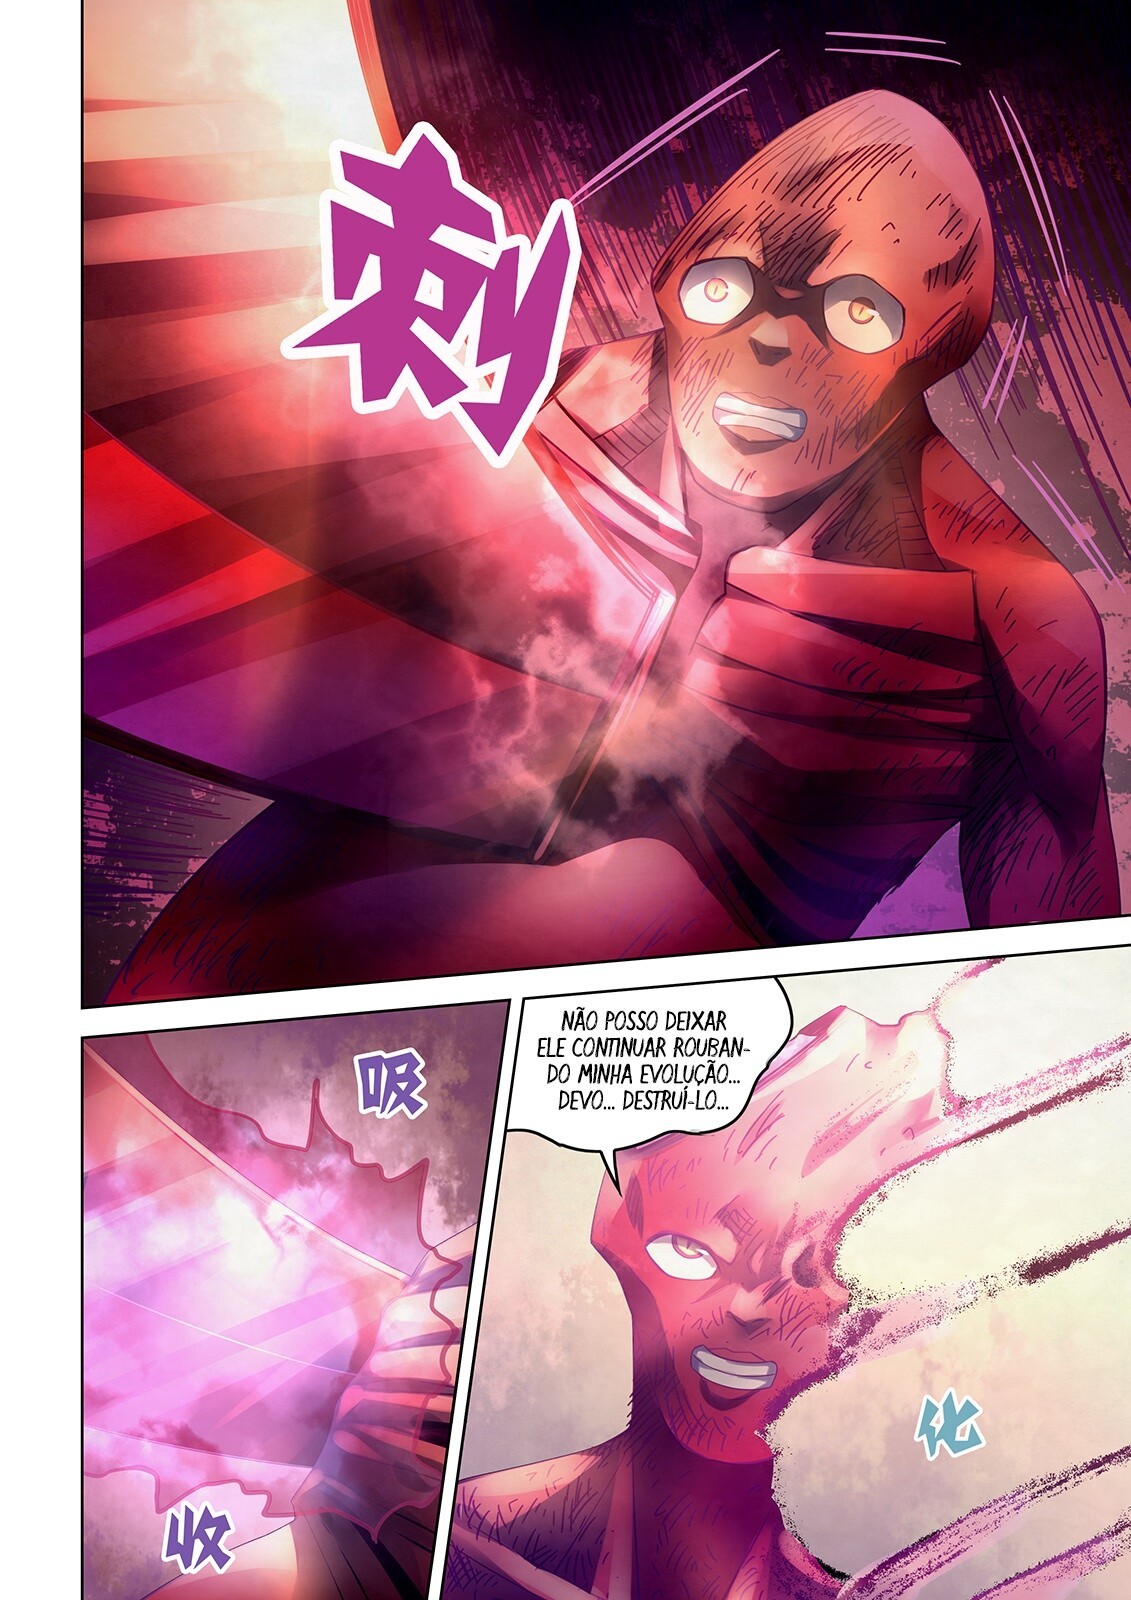 刺
吸
收
NÃO POSSO DEIXAR
ELE CONTINUAR ROUBAN-
DO MINHA EVOLUÇÃO...
DEVO... DESTRUÍ-LO...
化